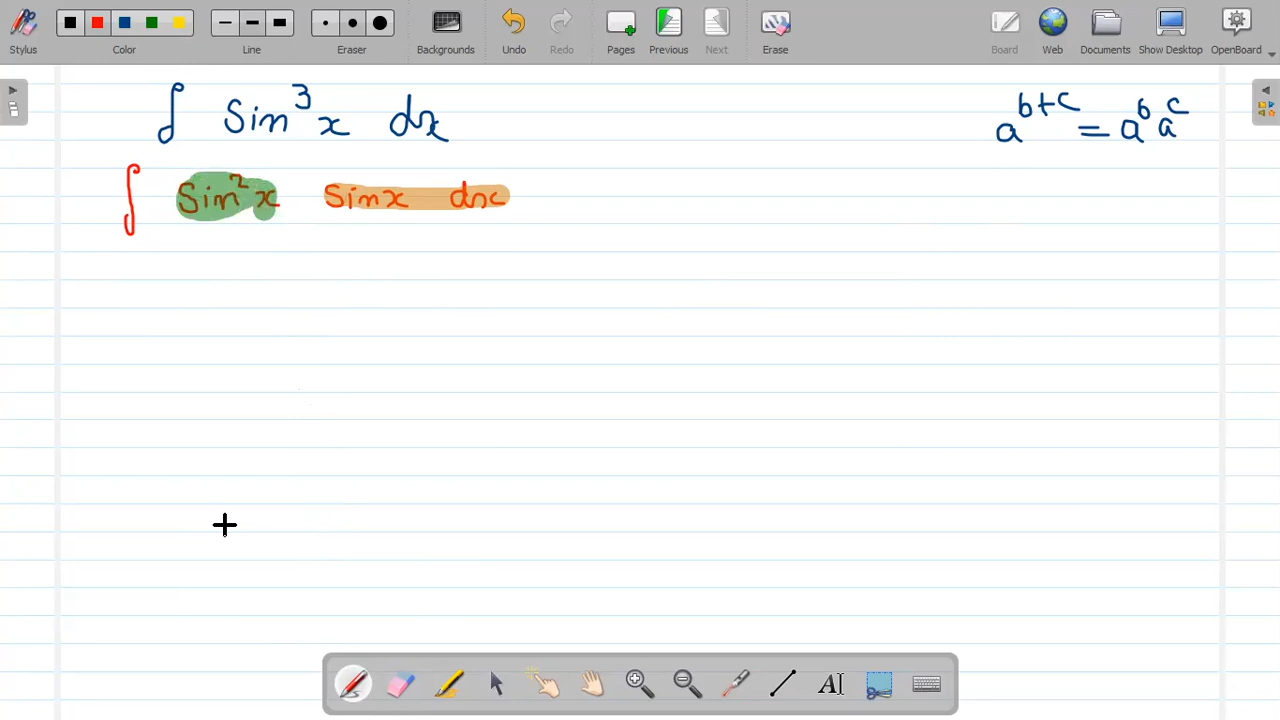 Stylus Color Line Eraser Backgrounds Undo Redo Pages Previous Next Erase Board Web Documents Show Desktop OpenBoard
∫ Sin³x dx a^{b+c} = a^b a^c
∫ Sin²x Sinx dx
AI